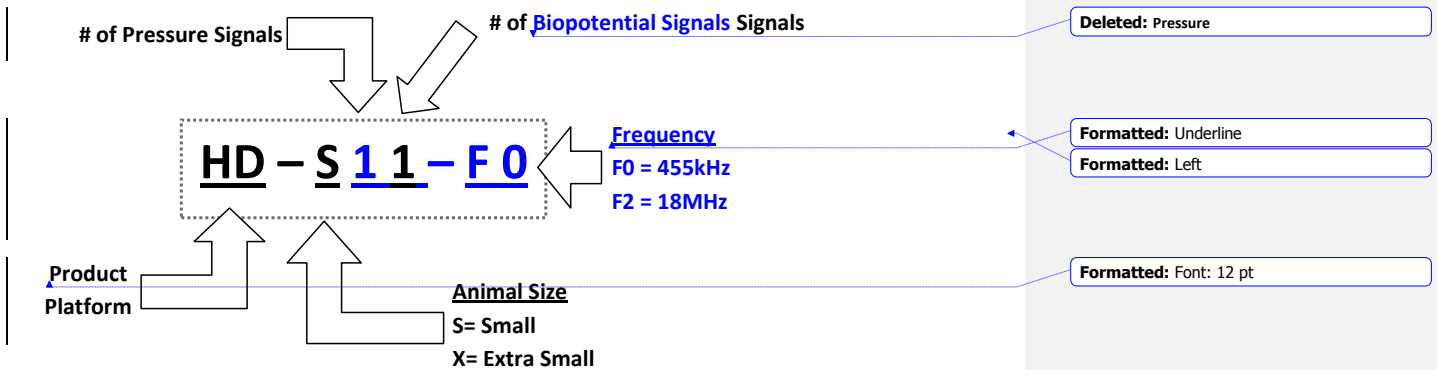 # of Pressure Signals
# of Biopotential Signals Signals
Deleted: Pressure
HD – S 1 1 – F 0
Frequency
F0 = 455kHz
F2 = 18MHz
Formatted: Underline
Formatted: Left
Product
Platform
Animal Size
S= Small
X= Extra Small
Formatted: Font: 12 pt